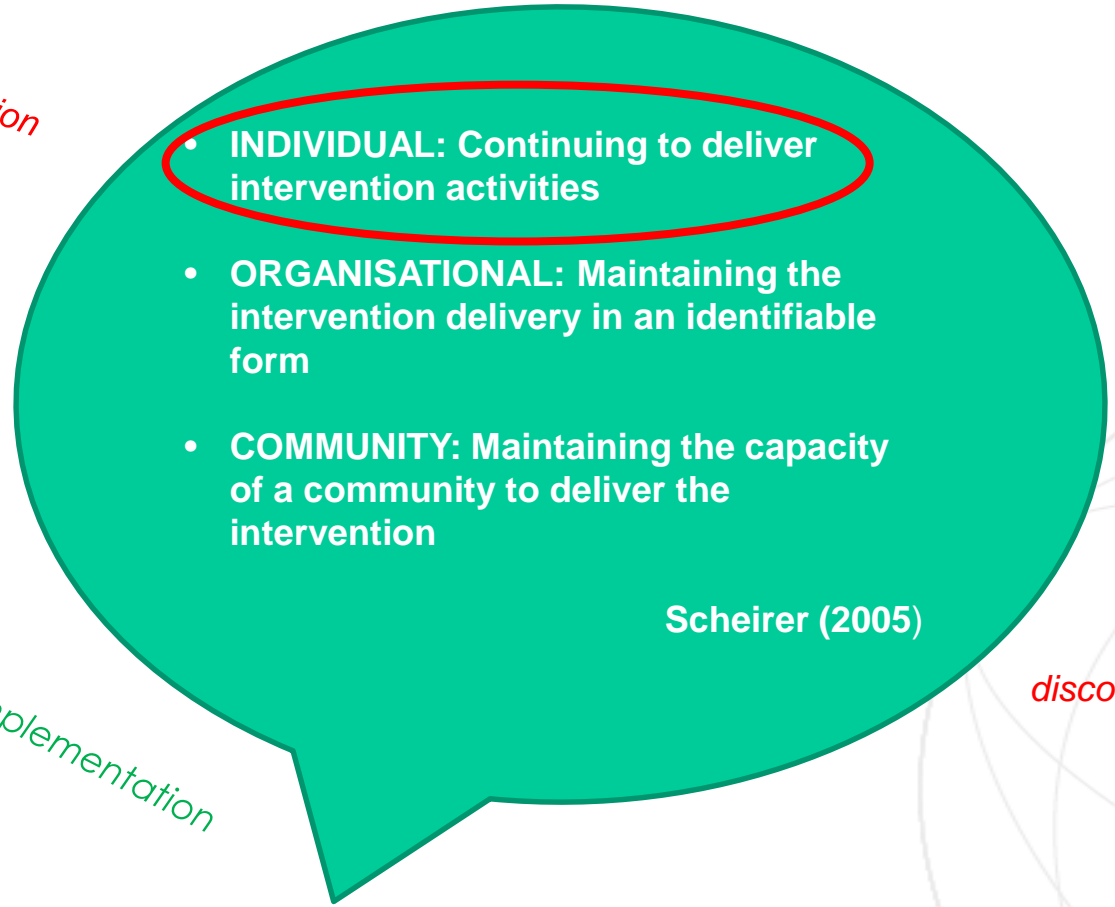 ion
• INDIVIDUAL: Continuing to deliver
intervention activities
• ORGANISATIONAL: Maintaining the
intervention delivery in an identifiable
form
• COMMUNITY: Maintaining the capacity
of a community to deliver the
intervention
Scheirer (2005)
disco
plementation